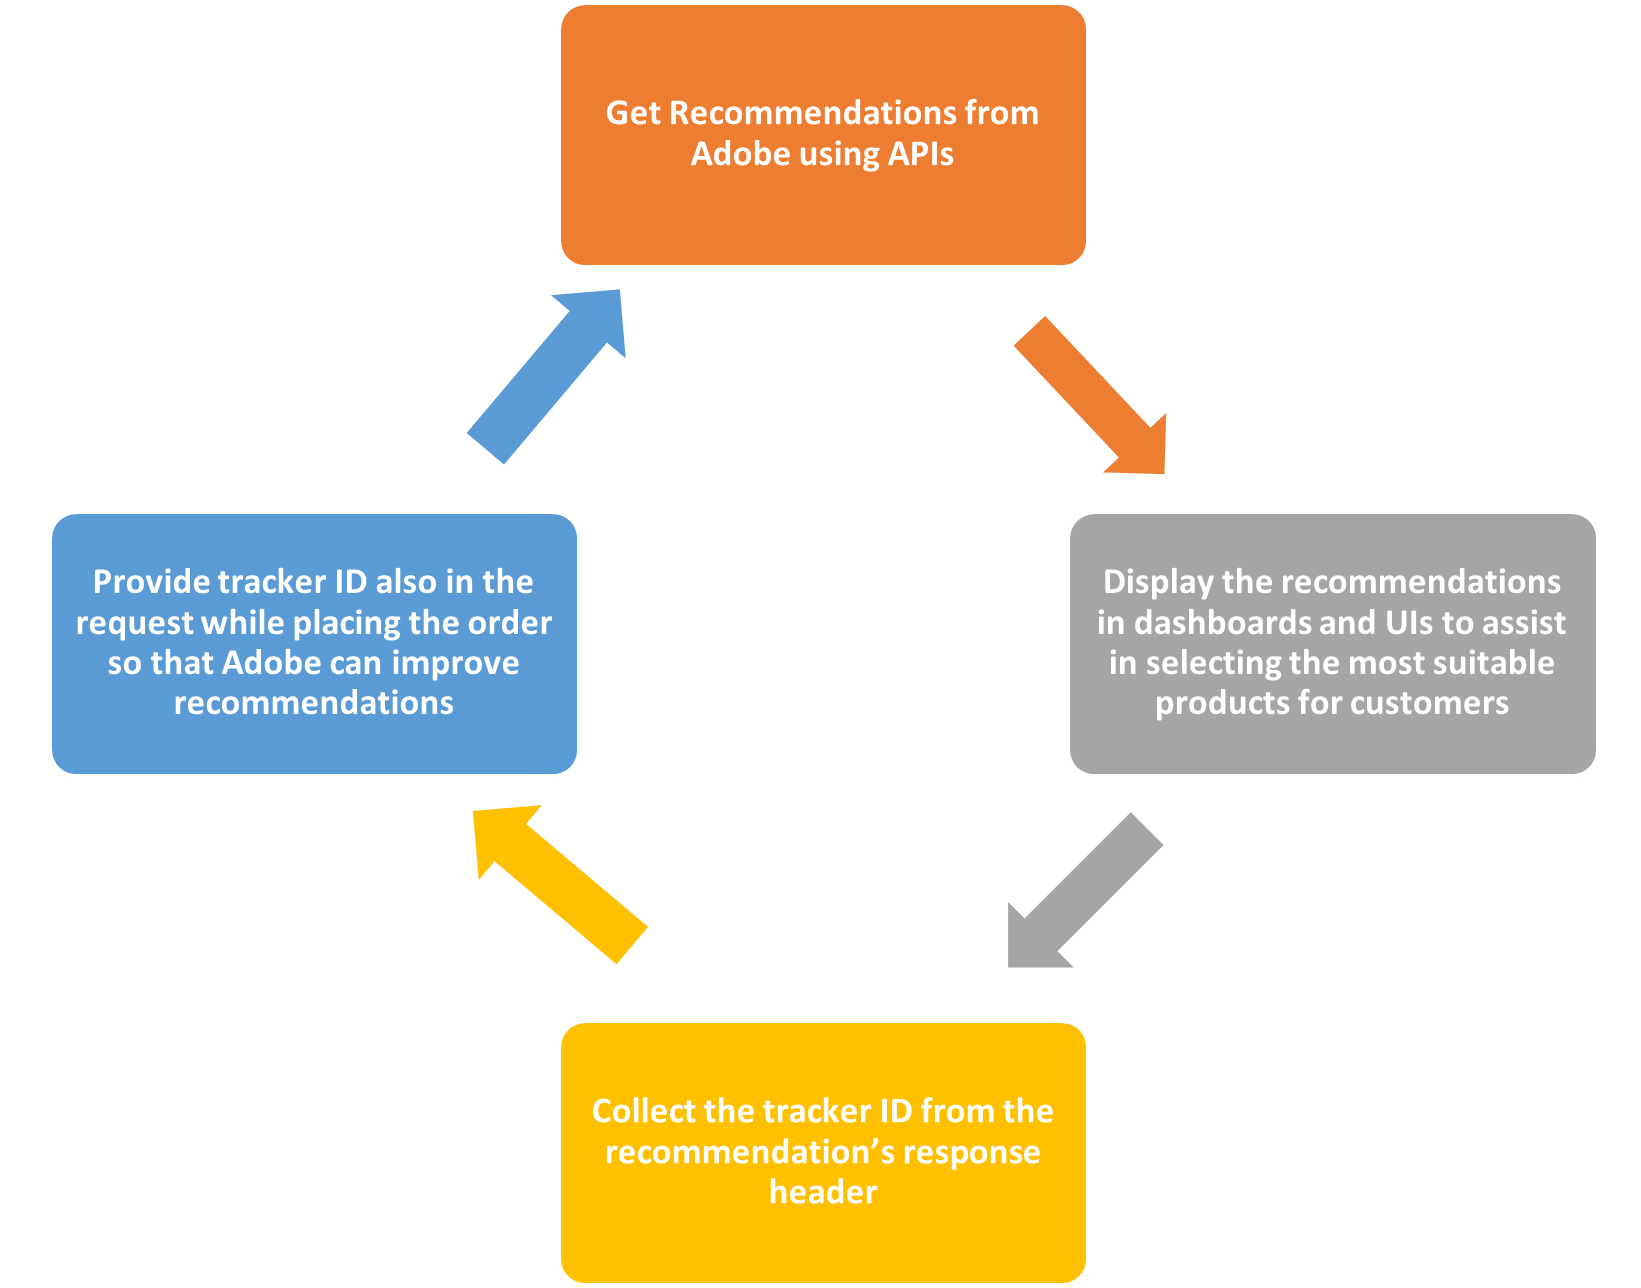 Get Recommendations from
Adobe using APIs
Display the recommendations
in dashboards and UIs to assist
in selecting the most suitable
products for customers
Collect the tracker ID from the
recommendation’s response
header
Provide tracker ID also in the
request while placing the order
so that Adobe can improve
recommendations